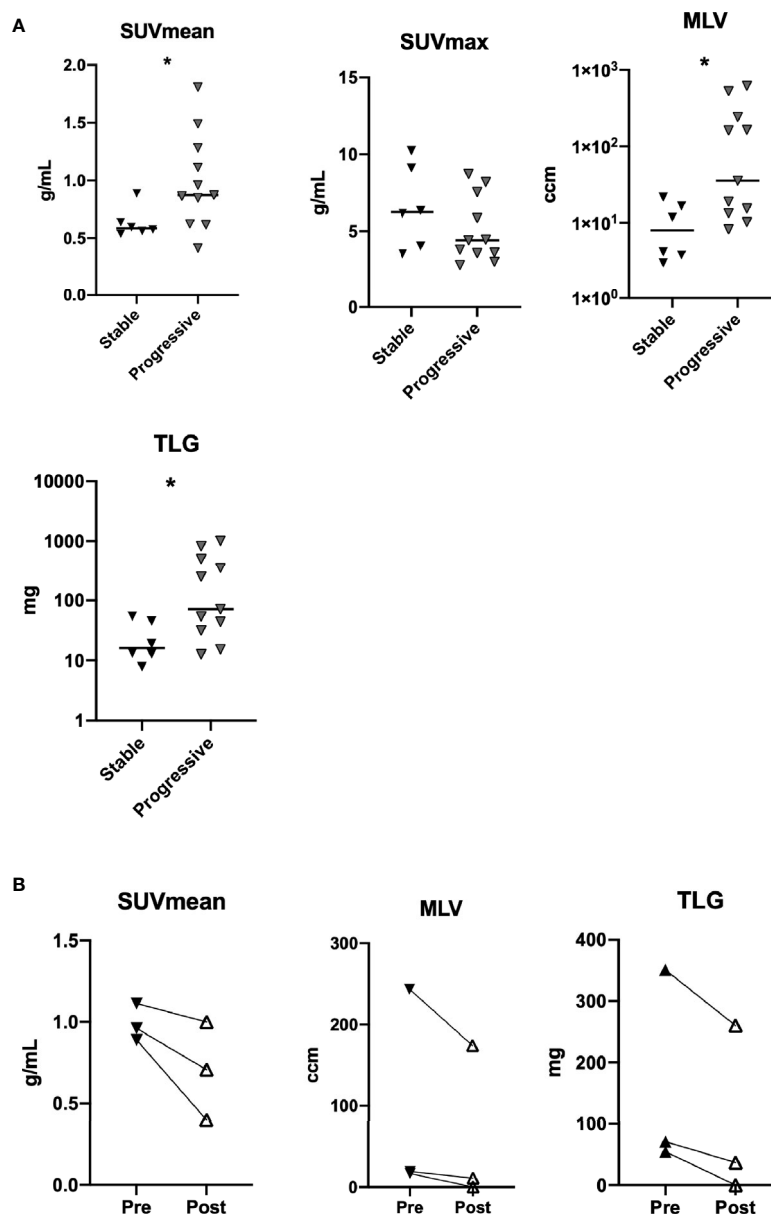 A
SUVmean
*
2.0
1.5
1.0
0.5
0.0
g/mL
Stable
Progressive
SUVmax
15
10
5
0
g/mL
Stable
Progressive
MLV
*
1×10³
1×10²
1×10¹
1×10⁰
ccm
Stable
Progressive
TLG
*
10000
1000
100
10
1
mg
Stable
Progressive
B
SUVmean
1.5
1.0
0.5
0.0
g/mL
Pre Post
MLV
300
200
100
0
ccm
Pre Post
TLG
400
300
200
100
0
mg
Pre Post